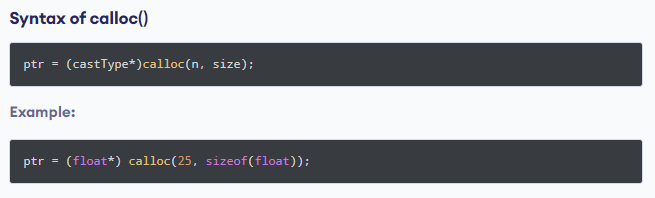 Syntax of calloc()
ptr = (castType*)calloc(n, size);
Example:
ptr = (float*) calloc(25, sizeof(float));